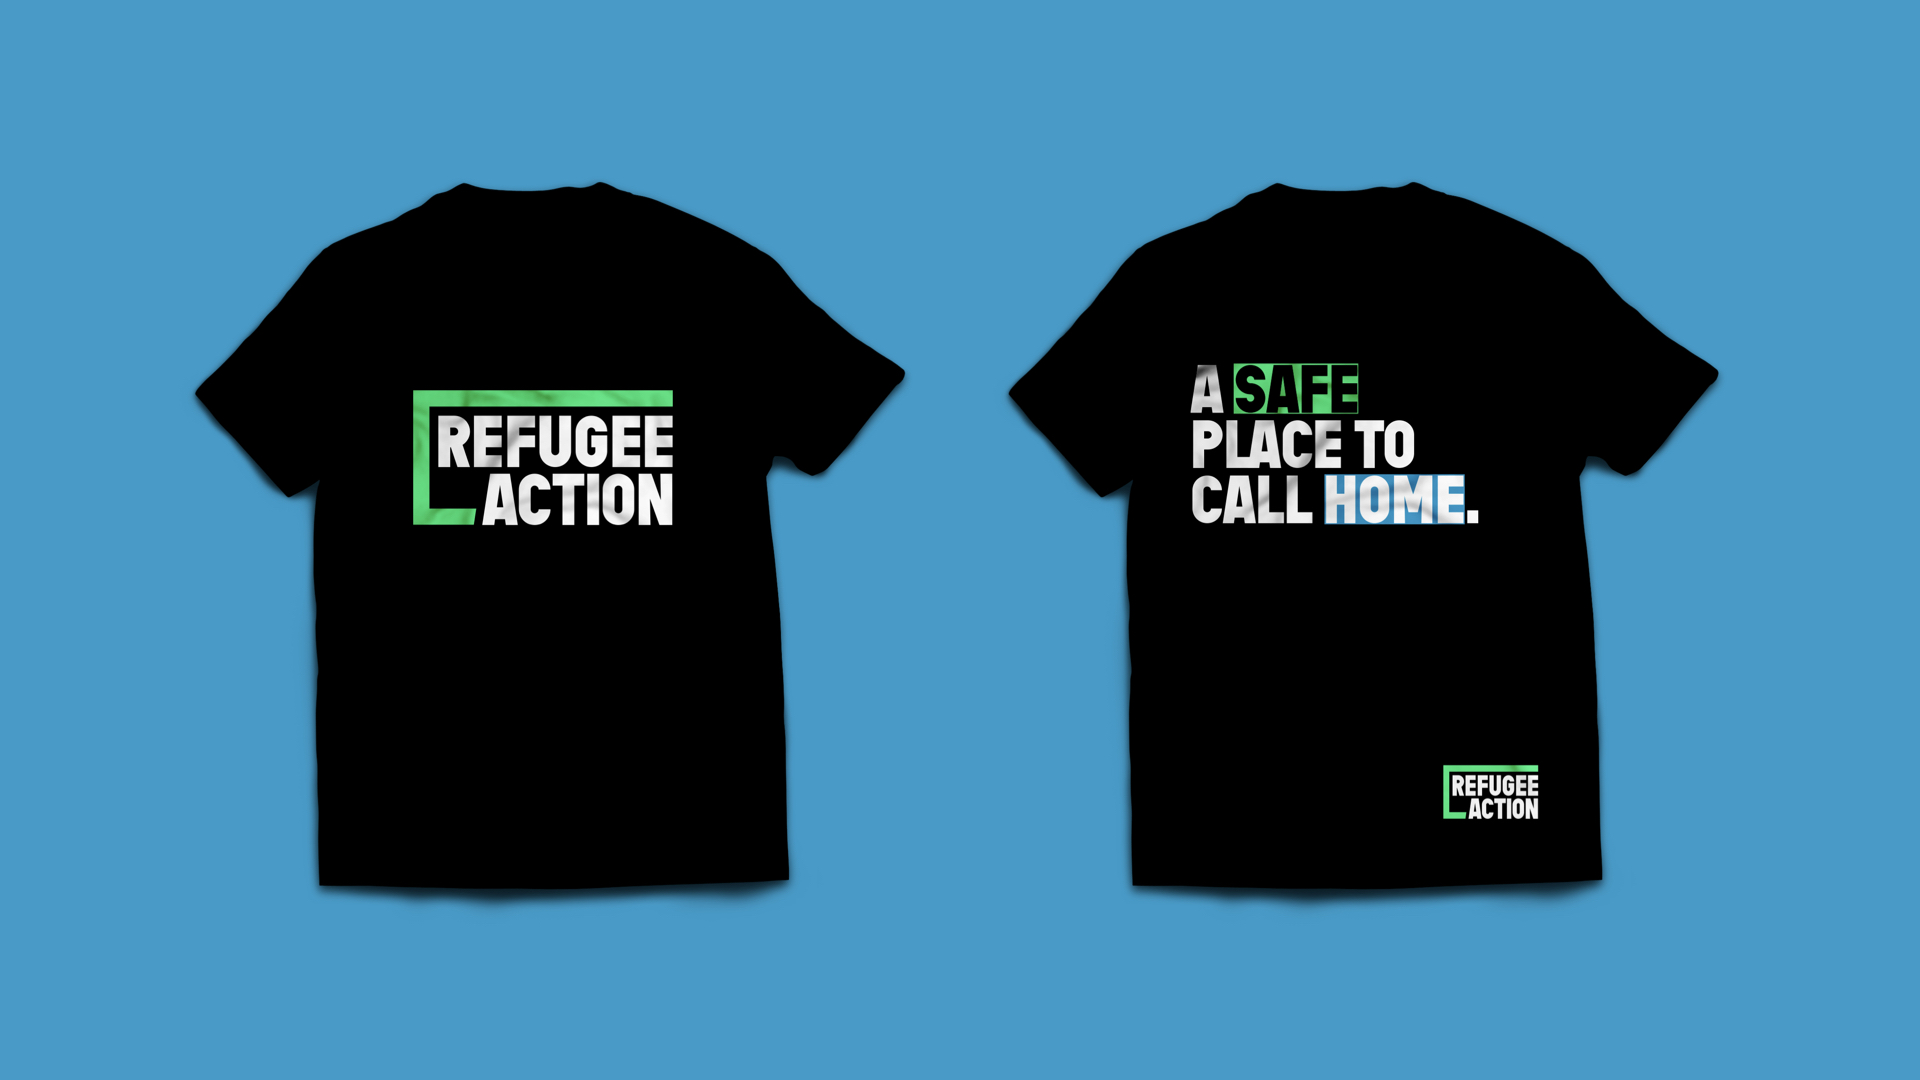 REFUGEE
ACTION
A SAFE
PLACE TO
CALL HOME.
REFUGEE
ACTION